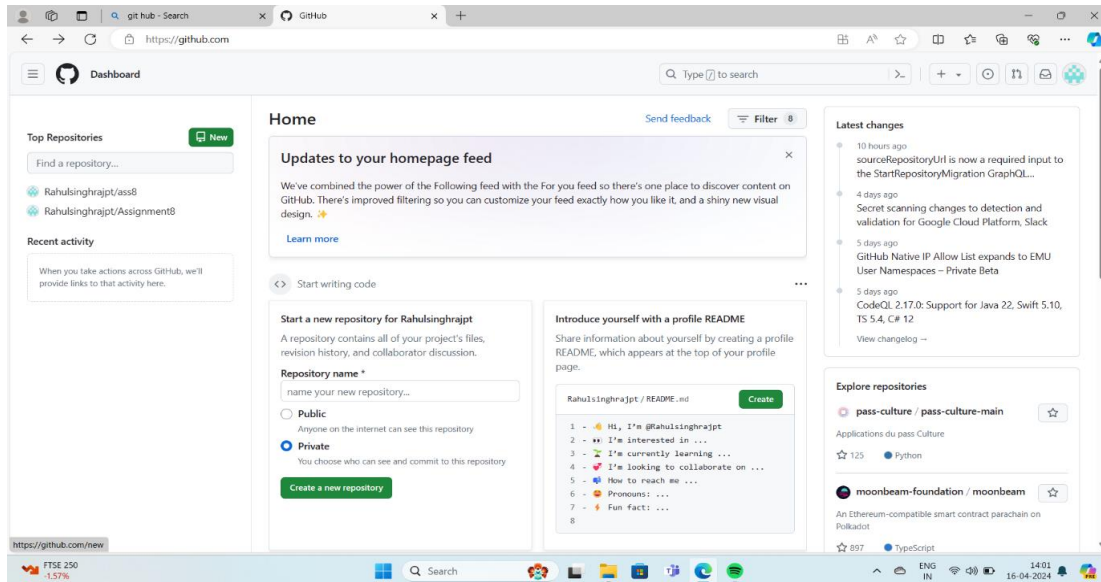 git hub - Search
GitHub
https://github.com
Dashboard
Type / to search
Top Repositories
New
Find a repository...
Rahulsinghrajpt/ass8
Rahulsinghrajpt/Assignment8
Recent activity
When you take actions across GitHub, we'll
provide links to that activity here.
Home
Send feedback
Filter 8
Updates to your homepage feed
We've combined the power of the Following feed with the For you feed so there's one place to discover content on
GitHub. There's improved filtering so you can customize your feed exactly how you like it, and a shiny new visual
design. ✨
Learn more
Start writing code
Start a new repository for Rahulsinghrajpt
A repository contains all of your project's files,
revision history, and collaborator discussion.
Repository name *
name your new repository...
Public
Anyone on the internet can see this repository
Private
You choose who can see and commit to this repository
Create a new repository
Introduce yourself with a profile README
Share information about yourself by creating a profile
README, which appears at the top of your profile
page.
Rahulsinghrajpt / README.md
Create
1 - 👋 Hi, I'm @Rahulsinghrajpt
2 - 👀 I'm interested in ...
3 - 🌱 I'm currently learning ...
4 - 💞️ I'm looking to collaborate on ...
5 - 📫 How to reach me ...
6 - 😄 Pronouns: ...
7 - ⚡ Fun fact: ...
8
Latest changes
10 hours ago
sourceRepositoryUrl is now a required input to
the StartRepositoryMigration GraphQL...
4 days ago
Secret scanning changes to detection and
validation for Google Cloud Platform, Slack
5 days ago
GitHub Native IP Allow List expands to EMU
User Namespaces – Private Beta
5 days ago
CodeQL 2.17.0: Support for Java 22, Swift 5.10,
TS 5.4, C# 12
View changelog →
Explore repositories
pass-culture / pass-culture-main
Applications du pass Culture
125 Python
moonbeam-foundation / moonbeam
An Ethereum-compatible smart contract parachain on
Polkadot
897 TypeScript
https://github.com/new
FTSE 250
-1.57%
Search
ENG
IN
14:01
16-04-2024